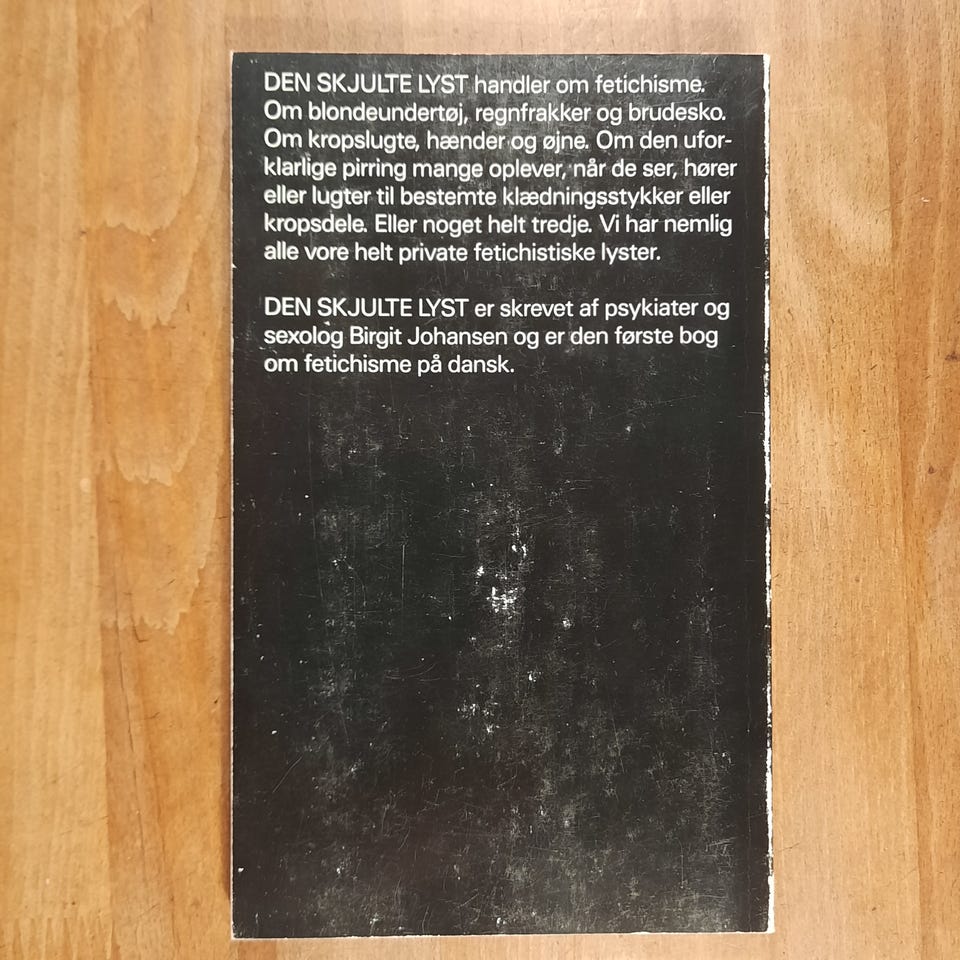 DEN SKJULTE LYST handler om fetichisme.
Om blondeundertøj, regnfrakker og brudesko.
Om kropslugte, hænder og øjne. Om den ufor-
klarlige pirring mange oplever, når de ser, hører
eller lugter til bestemte klædningsstykker eller
kropsdele. Eller noget helt tredje. Vi har nemlig
alle vore helt private fetichistiske lyster.
DEN SKJULTE LYST er skrevet af psykiater og
sexolog Birgit Johansen og er den første bog
om fetichisme på dansk.